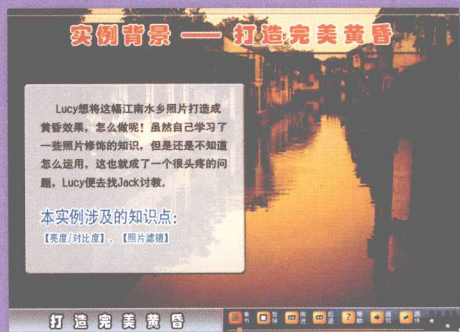 实例背景 —— 打造完美黄昏
Lucy想将这幅江南水乡照片打造成
黄昏效果，怎么做呢！虽然自己学习了
一些照片修饰的知识，但是还是不知道
怎么运用，这也就成了一个很头疼的问
题，Lucy便去找Jack讨教。
本实例涉及的知识点：
【亮度/对比度】，【照片滤镜】
打造完美黄昏